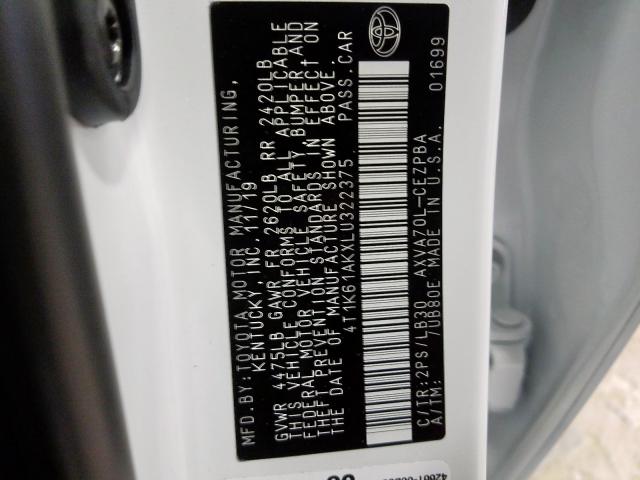 MFD.BY:TOYOTA MOTOR MANUFACTURING,
KENTUCKY, INC. 11/19
GVWR 4475LB GAWR FR 2620LB RR 2420LB
THIS VEHICLE CONFORMS TO ALL APPLICABLE
FEDERAL MOTOR VEHICLE SAFETY, BUMPER, AND
THEFT PREVENTION STANDARDS IN EFFECT ON
THE DATE OF MANUFACTURE SHOWN ABOVE.
4T1K61AKXLU322375 PASS.CAR
C/TR:2PS/LB30 AXVA70L-CEZPBA
A/TM: /UB80E MADE IN U.S.A. 01699